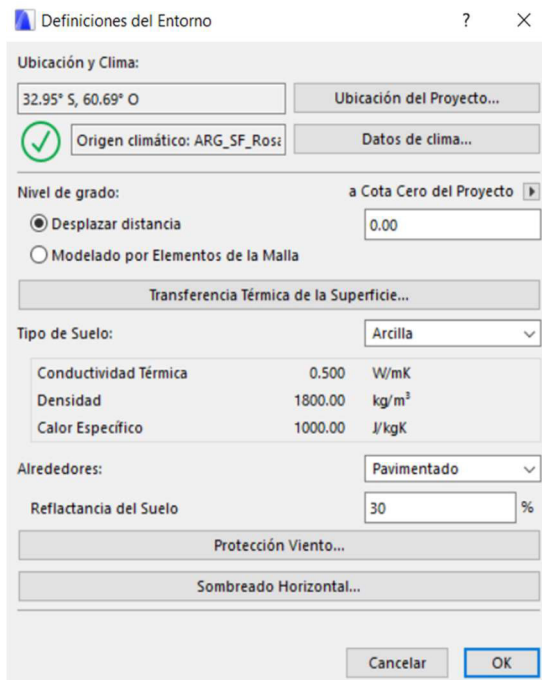 Definiciones del Entorno ? ×
Ubicación y Clima:
32.95° S, 60.69° O Ubicación del Proyecto...
Origen climático: ARG_SF_Rosa Datos de clima...
Nivel de grado: a Cota Cero del Proyecto
Desplazar distancia 0.00
Modelado por Elementos de la Malla
Transferencia Térmica de la Superficie...
Tipo de Suelo: Arcilla
Conductividad Térmica 0.500 W/mK
Densidad 1800.00 kg/m³
Calor Específico 1000.00 J/kgK
Alrededores: Pavimentado
Reflactancia del Suelo 30 %
Protección Viento...
Sombreado Horizontal...
Cancelar OK